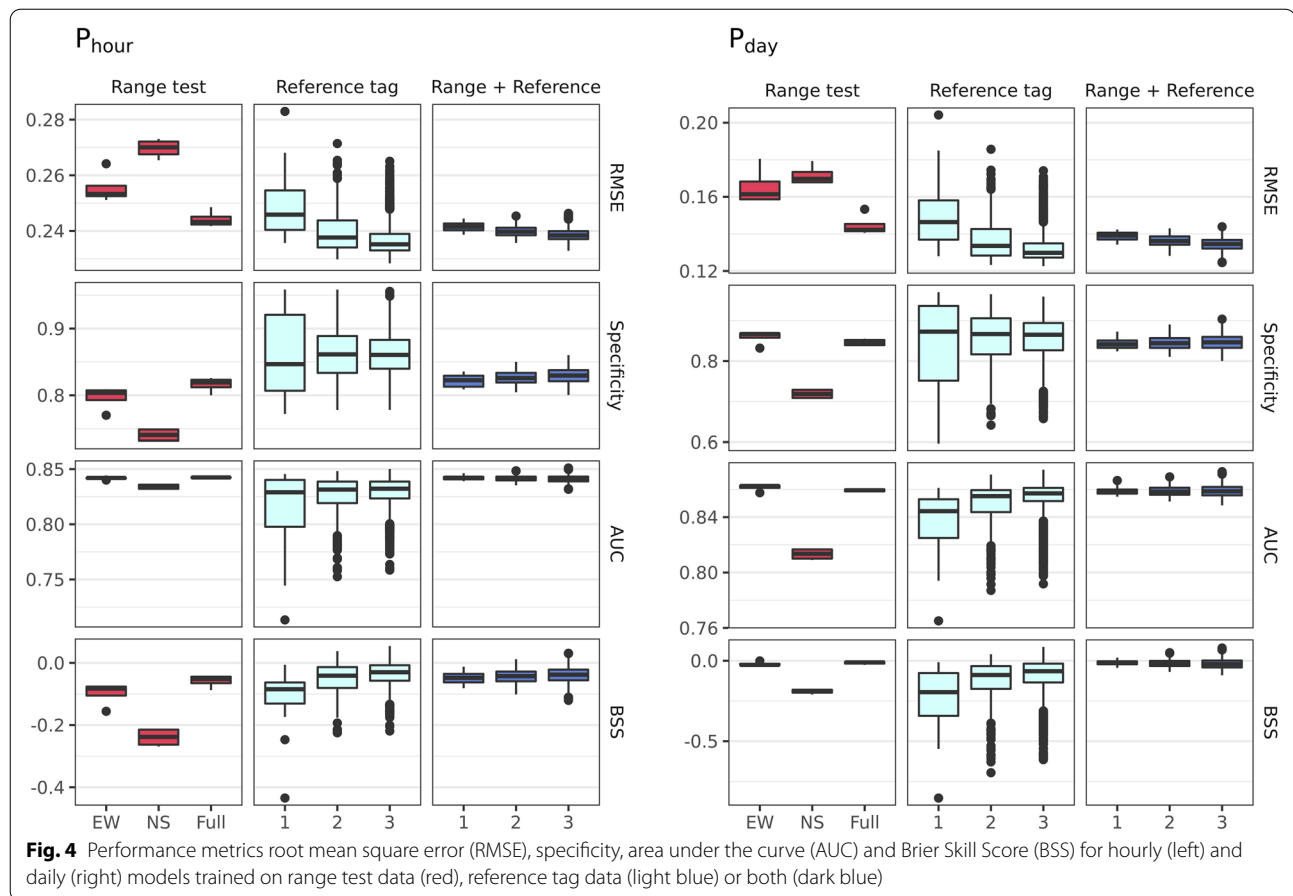 P hour
Range test Reference tag Range + Reference
0.28
0.26
0.24
RMSE
0.9
0.8
Specificity
0.85
0.80
0.75
AUC
0.0
-0.2
-0.4
BSS
EW NS Full 1 2 3 1 2 3
P day
Range test Reference tag Range + Reference
0.20
0.16
0.12
RMSE
0.8
0.6
Specificity
0.84
0.80
0.76
AUC
0.0
-0.5
BSS
EW NS Full 1 2 3 1 2 3
Fig. 4 Performance metrics root mean square error (RMSE), specificity, area under the curve (AUC) and Brier Skill Score (BSS) for hourly (left) and
daily (right) models trained on range test data (red), reference tag data (light blue) or both (dark blue)